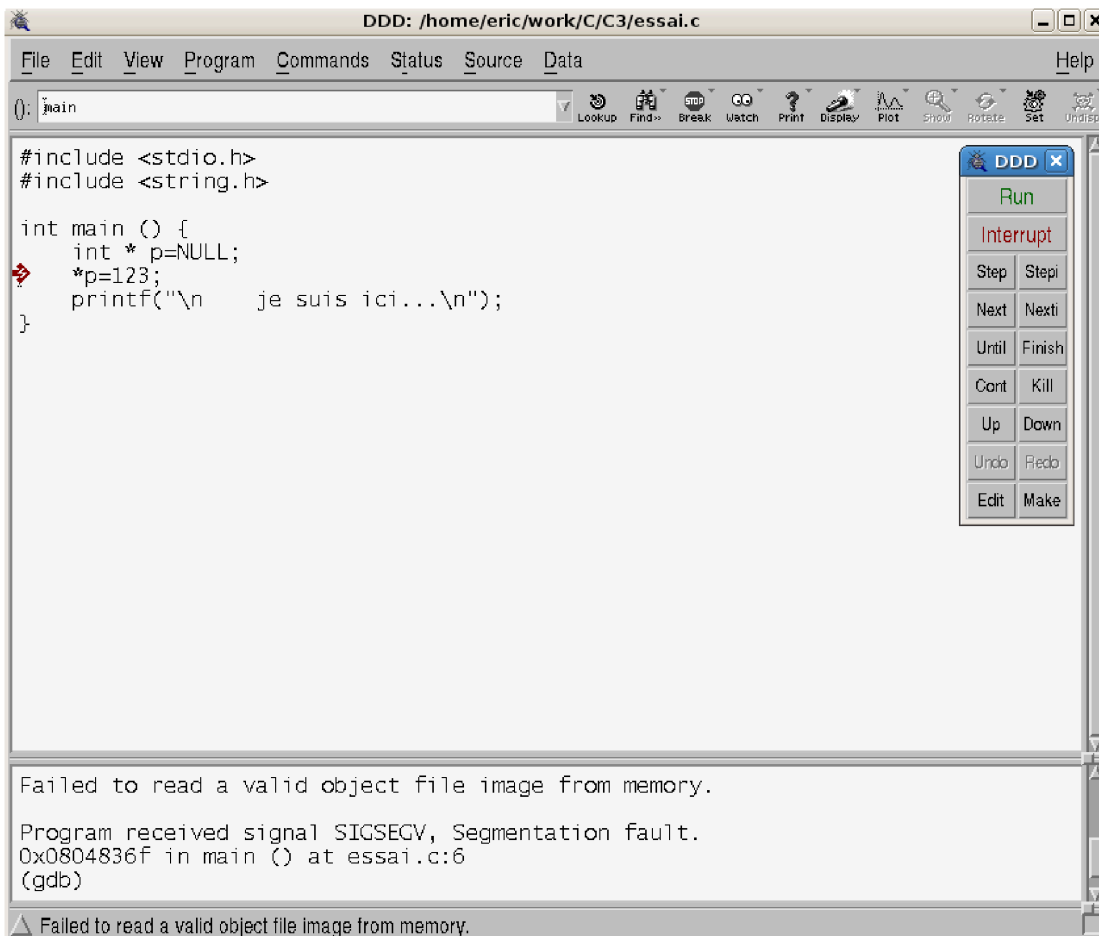 DDD: /home/eric/work/C/C3/essai.c
File Edit View Program Commands Status Source Data Help
(): main
Lookup Find» Break Watch Print Display Plot Show Rotate Set Undisp
STOP
#include <stdio.h>
#include <string.h>
int main () {
int * p=NULL;
*p=123;
printf("\n    je suis ici...\n");
}
DDD
Run
Interrupt
Step Stepi
Next Nexti
Until Finish
Cont Kill
Up Down
Undo Redo
Edit Make
Failed to read a valid object file image from memory.
Program received signal SIGSEGV, Segmentation fault.
0x0804836f in main () at essai.c:6
(gdb)
Failed to read a valid object file image from memory.